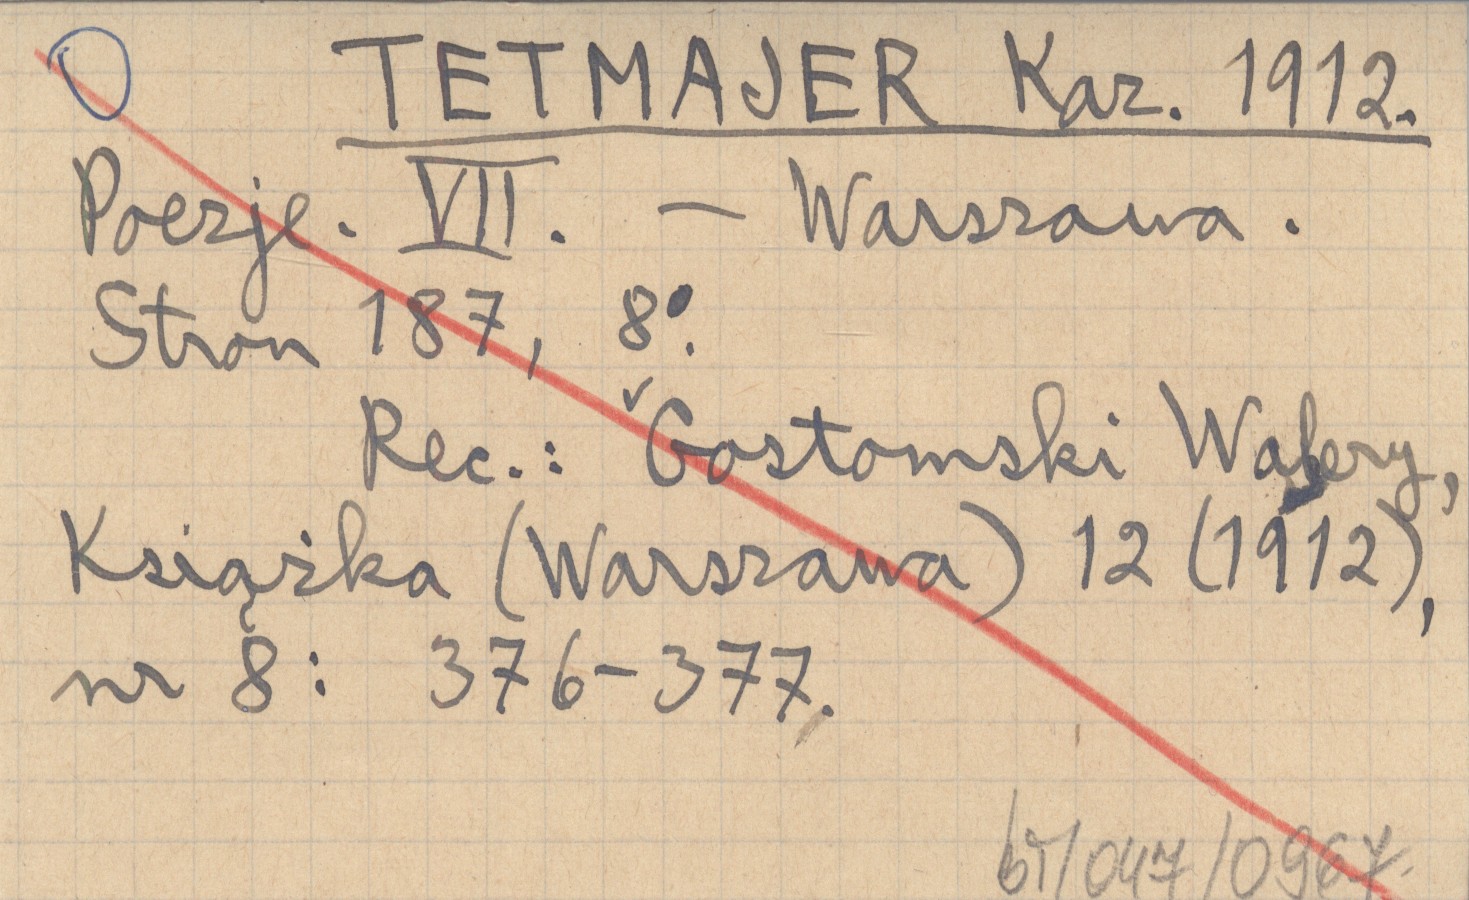 TETMAJER Kaz. 1912.
Poezje. VII. – Warszawa.
Stron 187, 8°.
Rec.: Gostomski Walery,
Książka (Warszawa) 12 (1912),
nr 8: 376–377.
br/047/0967.